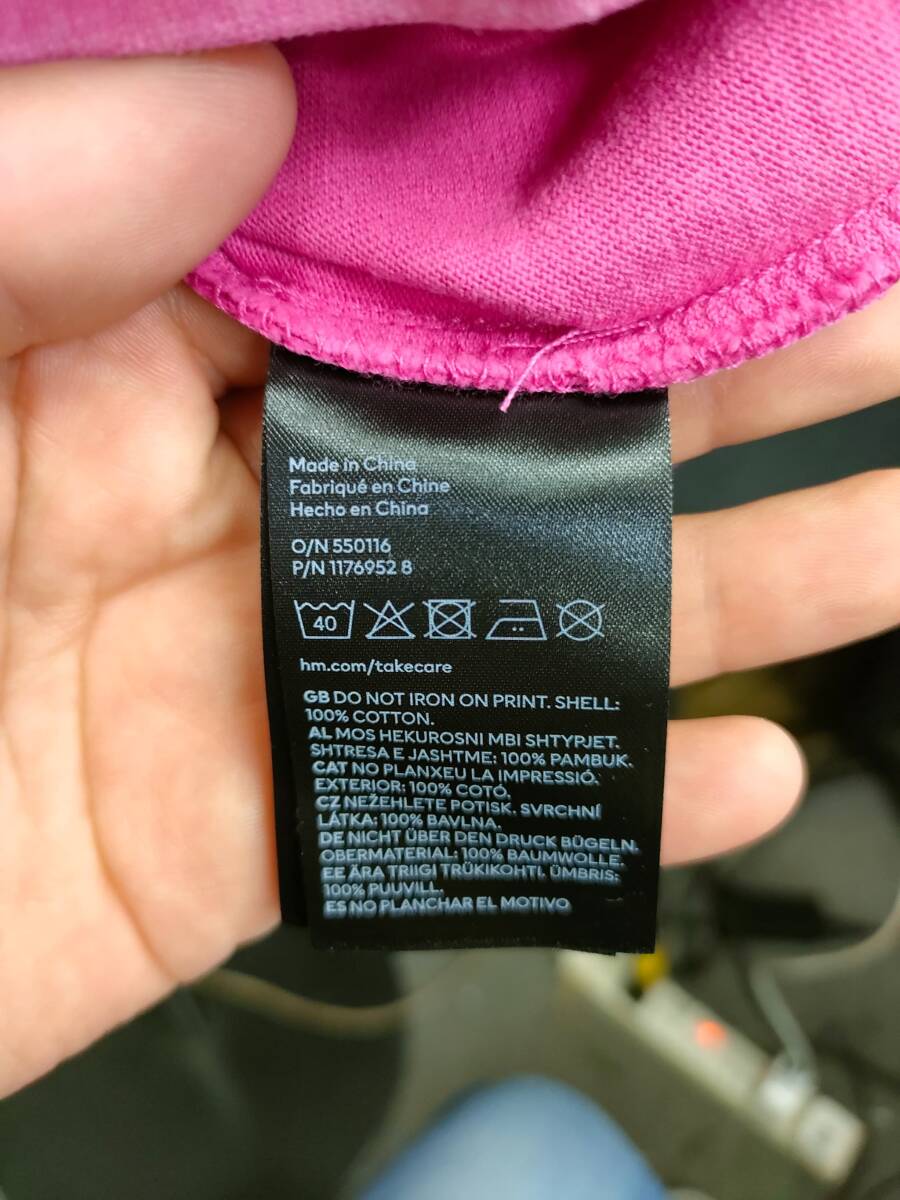 Made in China
Fabriqué en Chine
Hecho en China
O/N 550116
P/N 1176952 8
40
hm.com/takecare
GB DO NOT IRON ON PRINT. SHELL:
100% COTTON.
AL MOS HEKUROSNI MBI SHTYPJET.
SHTRESA E JASHTME: 100% PAMBUK.
CAT NO PLANXEU LA IMPRESSIÓ.
EXTERIOR: 100% COTÓ.
CZ NEŽEHLETE POTISK. SVRCHNÍ
LÁTKA: 100% BAVLNA.
DE NICHT ÜBER DEN DRUCK BÜGELN.
OBERMATERIAL: 100% BAUMWOLLE.
EE ÄRA TRIIGI TRÜKIKOHTI. ÜMBRIS:
100% PUUVILL.
ES NO PLANCHAR EL MOTIVO